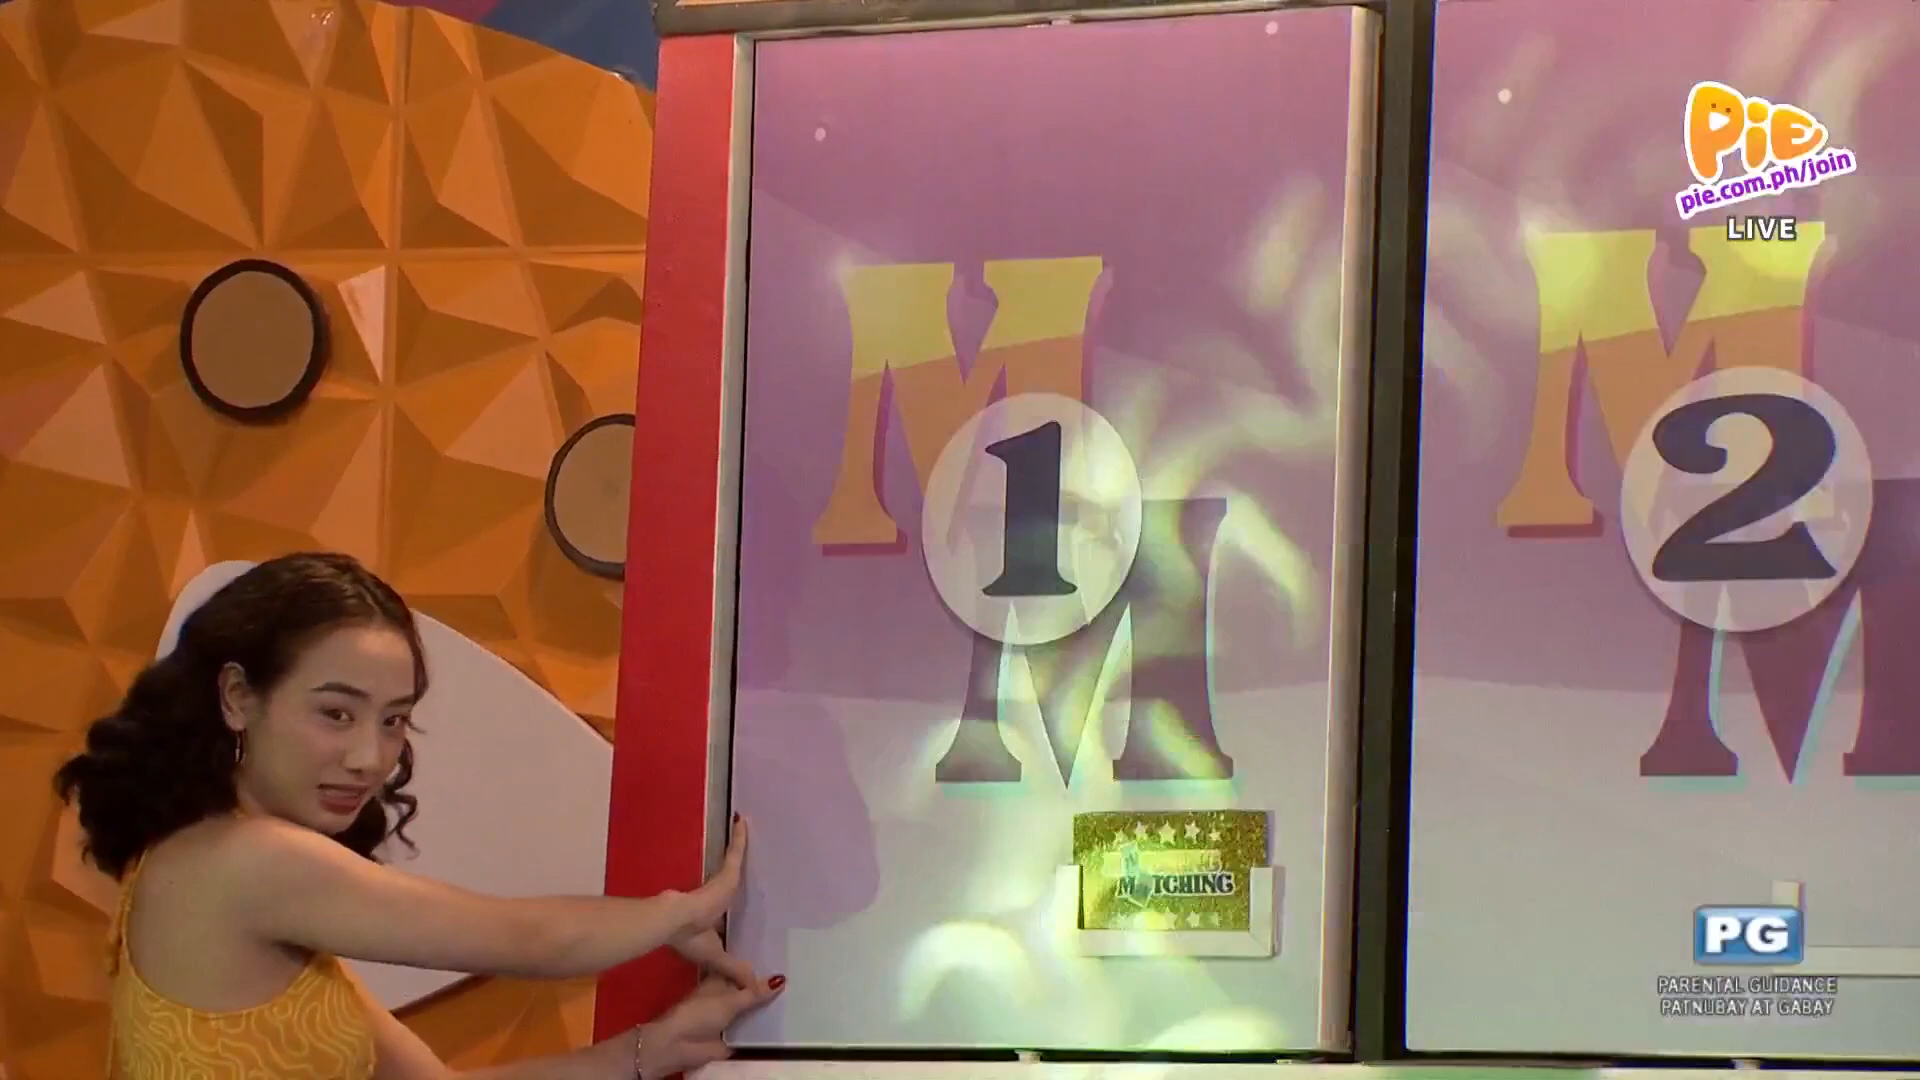 PiE
pie.com.ph/join
LIVE
M
1
M
M
2
M
MATCHING
PG
PARENTAL GUIDANCE
PATNUBAY AT GABAY